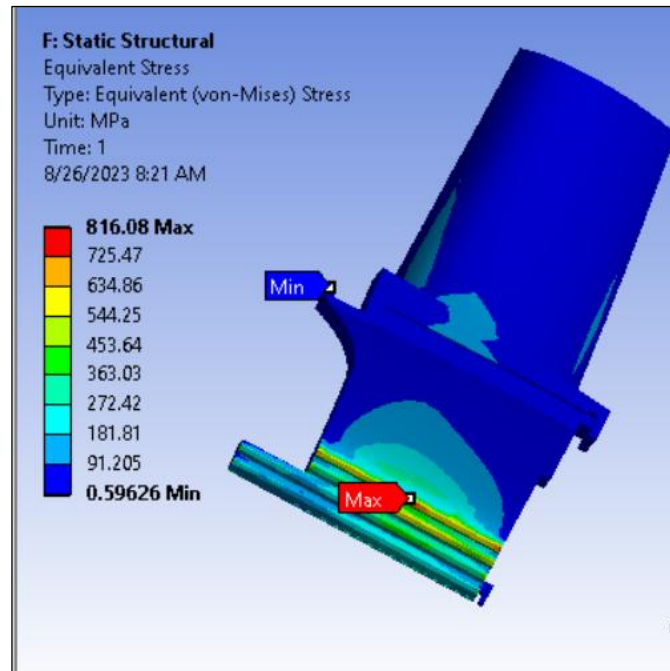 F: Static Structural
Equivalent Stress
Type: Equivalent (von-Mises) Stress
Unit: MPa
Time: 1
8/26/2023 8:21 AM
816.08 Max
725.47
634.86
544.25
453.64
363.03
272.42
181.81
91.205
0.59626 Min
Min
Max